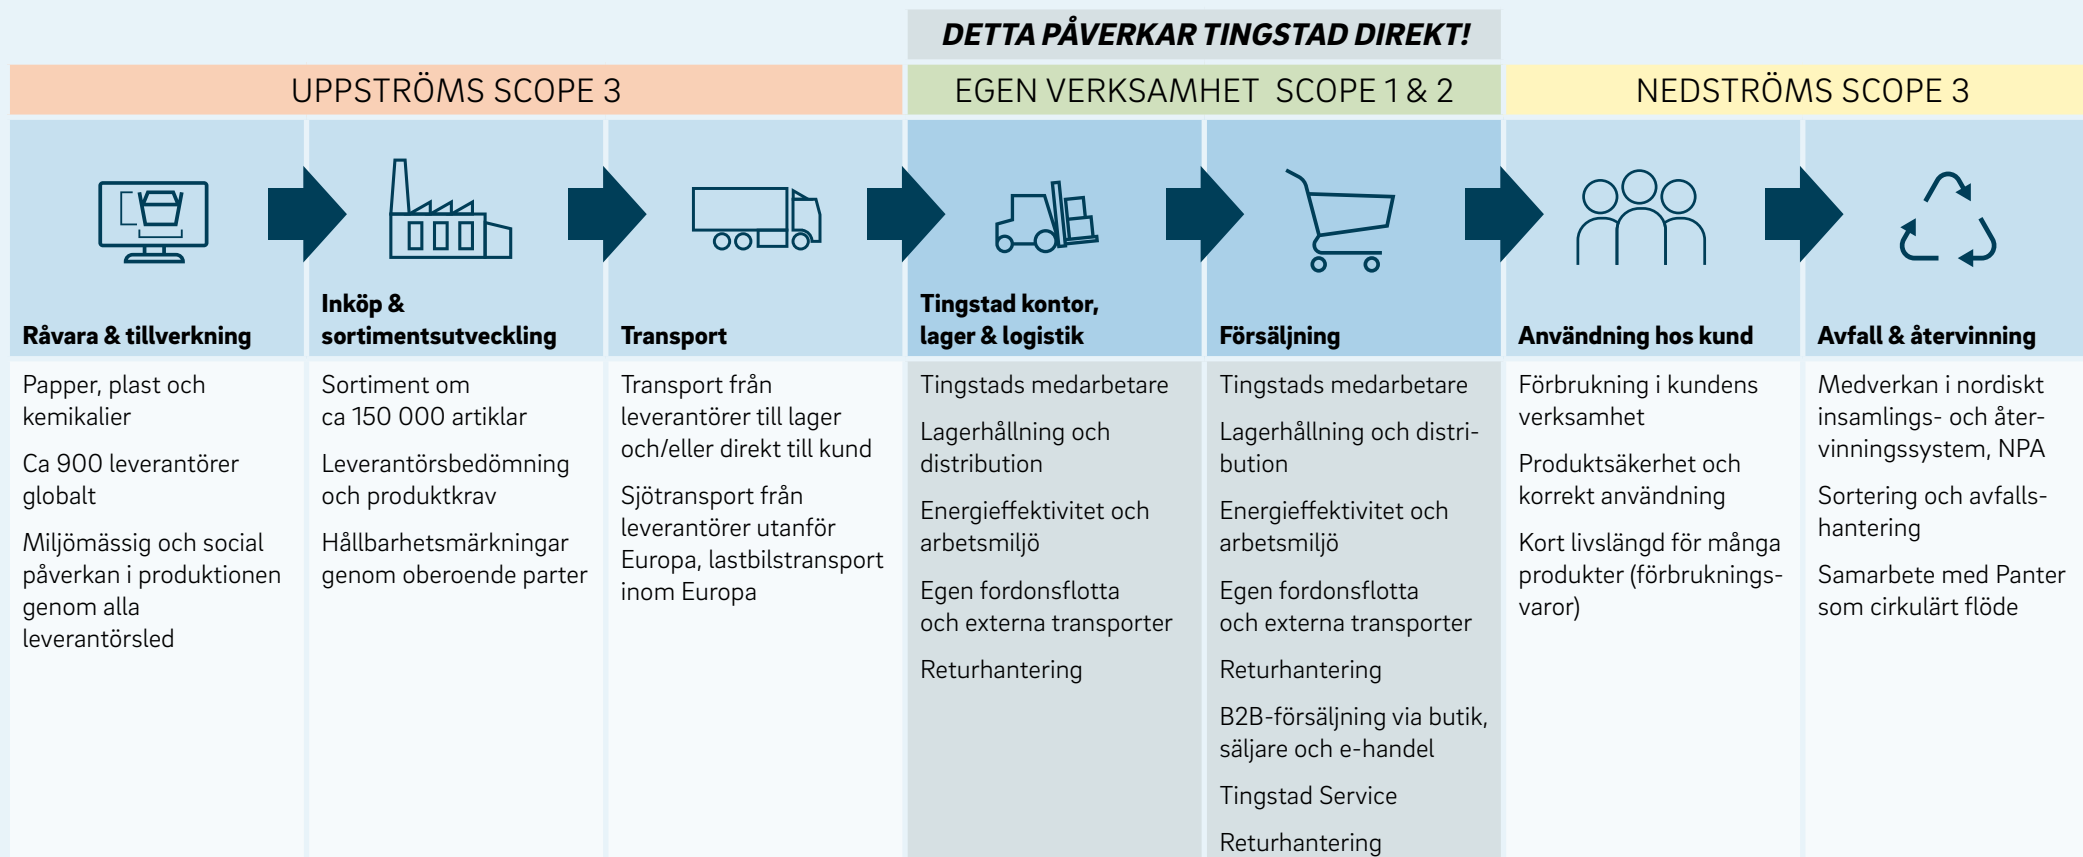 DETTA PÅVERKAR TINGSTAD DIREKT!
UPPSTRÖMS SCOPE 3
EGEN VERKSAMHET SCOPE 1 & 2
NEDSTRÖMS SCOPE 3
Råvara & tillverkning
Papper, plast och
kemikalier
Ca 900 leverantörer
globalt
Miljömässig och social
påverkan i produktionen
genom alla
leverantörsled
Inköp &
sortimentsutveckling
Sortiment om
ca 150 000 artiklar
Leverantörsbedömning
och produktkrav
Hållbarhetsmärkningar
genom oberoende parter
Transport
Transport från
leverantörer till lager
och/eller direkt till kund
Sjötransport från
leverantörer utanför
Europa, lastbilstransport
inom Europa
Tingstad kontor,
lager & logistik
Tingstads medarbetare
Lagerhållning och
distribution
Energieffektivitet och
arbetsmiljö
Egen fordonsflotta
och externa transporter
Returhantering
Försäljning
Tingstads medarbetare
Lagerhållning och distri-
bution
Energieffektivitet och
arbetsmiljö
Egen fordonsflotta
och externa transporter
Returhantering
B2B-försäljning via butik,
säljare och e-handel
Tingstad Service
Returhantering
Användning hos kund
Förbrukning i kundens
verksamhet
Produktsäkerhet och
korrekt användning
Kort livslängd för många
produkter (förbruknings-
varor)
Avfall & återvinning
Medverkan i nordiskt
insamlings- och åter-
vinningssystem, NPA
Sortering och avfalls-
hantering
Samarbete med Panter
som cirkulärt flöde